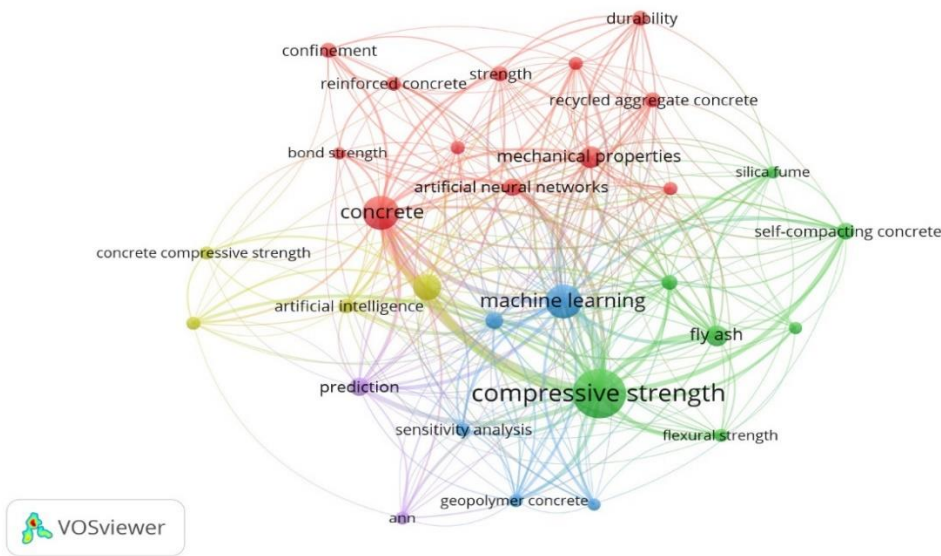 durability
confinement
strength
reinforced concrete
recycled aggregate concrete
bond strength
mechanical properties
silica fume
artificial neural networks
concrete
self-compacting concrete
concrete compressive strength
machine learning
artificial intelligence
fly ash
prediction
compressive strength
sensitivity analysis
flexural strength
geopolymer concrete
ann
VOSviewer